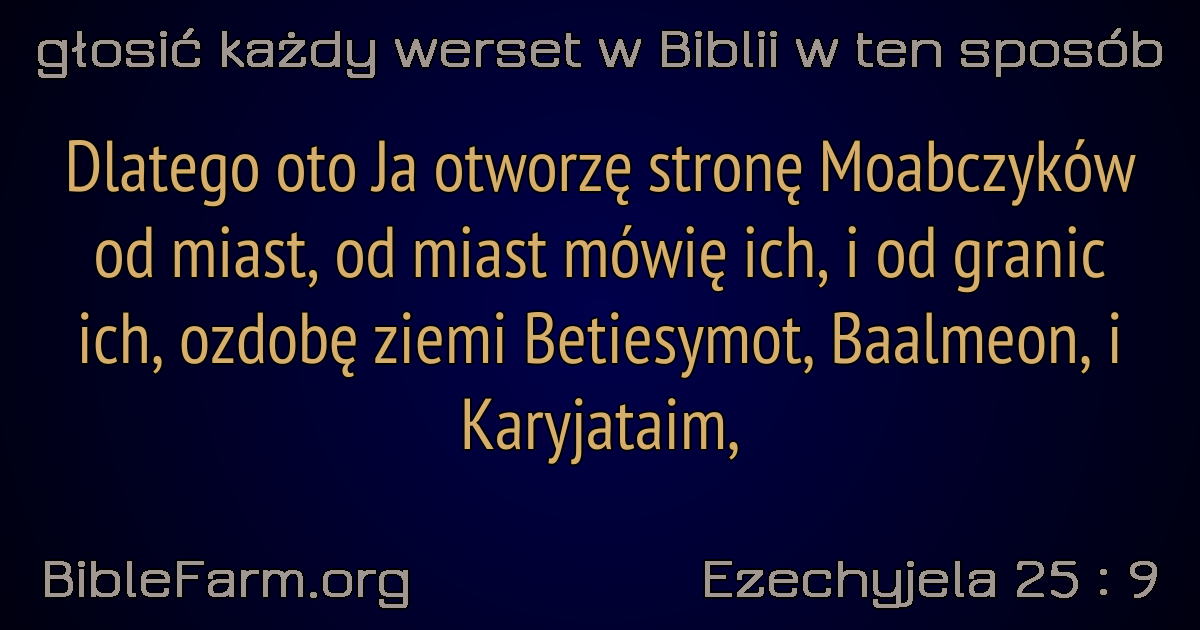 głosić każdy werset w Biblii w ten sposób
Dlatego oto Ja otworzę stronę Moabczyków
od miast, od miast mówię ich, i od granic
ich, ozdobę ziemi Betiesymot, Baalmeon, i
Karyjataim,
BibleFarm.org
Ezechyjela 25 : 9